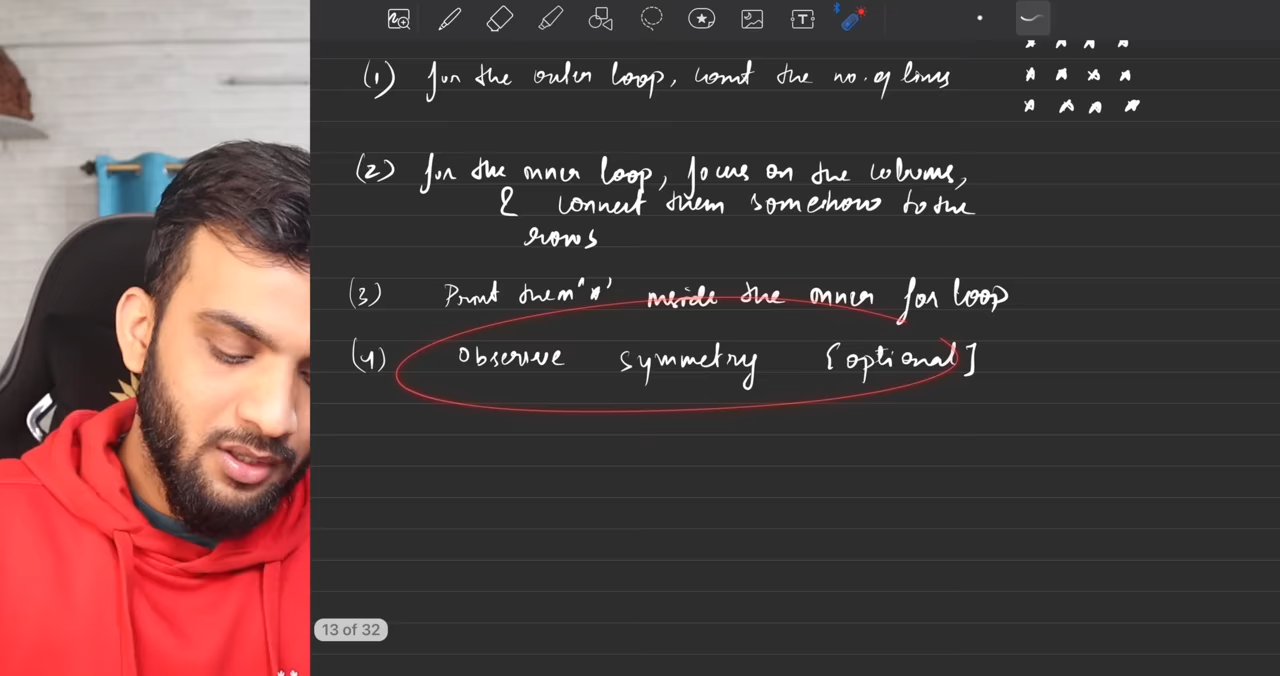 (1) for the outer loop, count the no. of lines
(2) for the inner loop, focus on the columns,
& connect them somehow to the
rows
(3) Print them '*' inside the inner for loop
(4) Observe symmetry [optional]
13 of 32